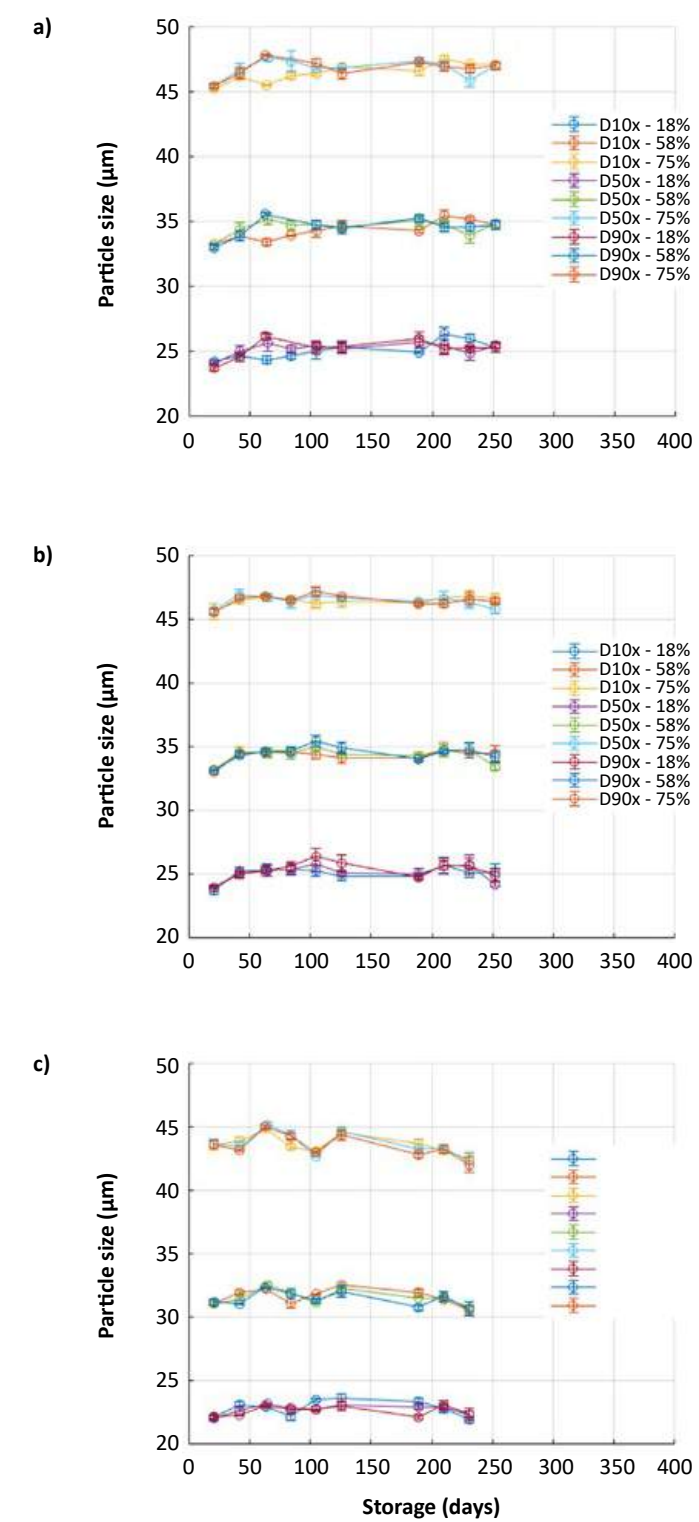 a)
50
45
40
35
30
25
20
Particle size (µm)
0 50 100 150 200 250 300 350 400
D10x - 18%
D10x - 58%
D10x - 75%
D50x - 18%
D50x - 58%
D50x - 75%
D90x - 18%
D90x - 58%
D90x - 75%
b)
50
45
40
35
30
25
20
Particle size (µm)
0 50 100 150 200 250 300 350 400
D10x - 18%
D10x - 58%
D10x - 75%
D50x - 18%
D50x - 58%
D50x - 75%
D90x - 18%
D90x - 58%
D90x - 75%
c)
50
45
40
35
30
25
20
Particle size (µm)
0 50 100 150 200 250 300 350 400
Storage (days)